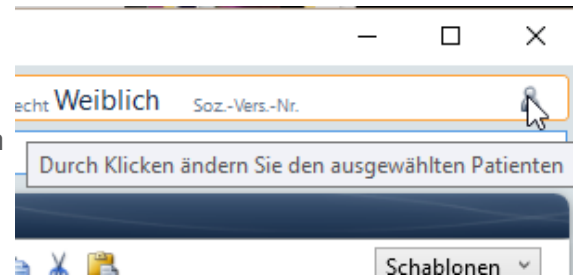 echt Weiblich Soz.-Vers.-Nr.
Durch Klicken ändern Sie den ausgewählten Patienten
Schablonen